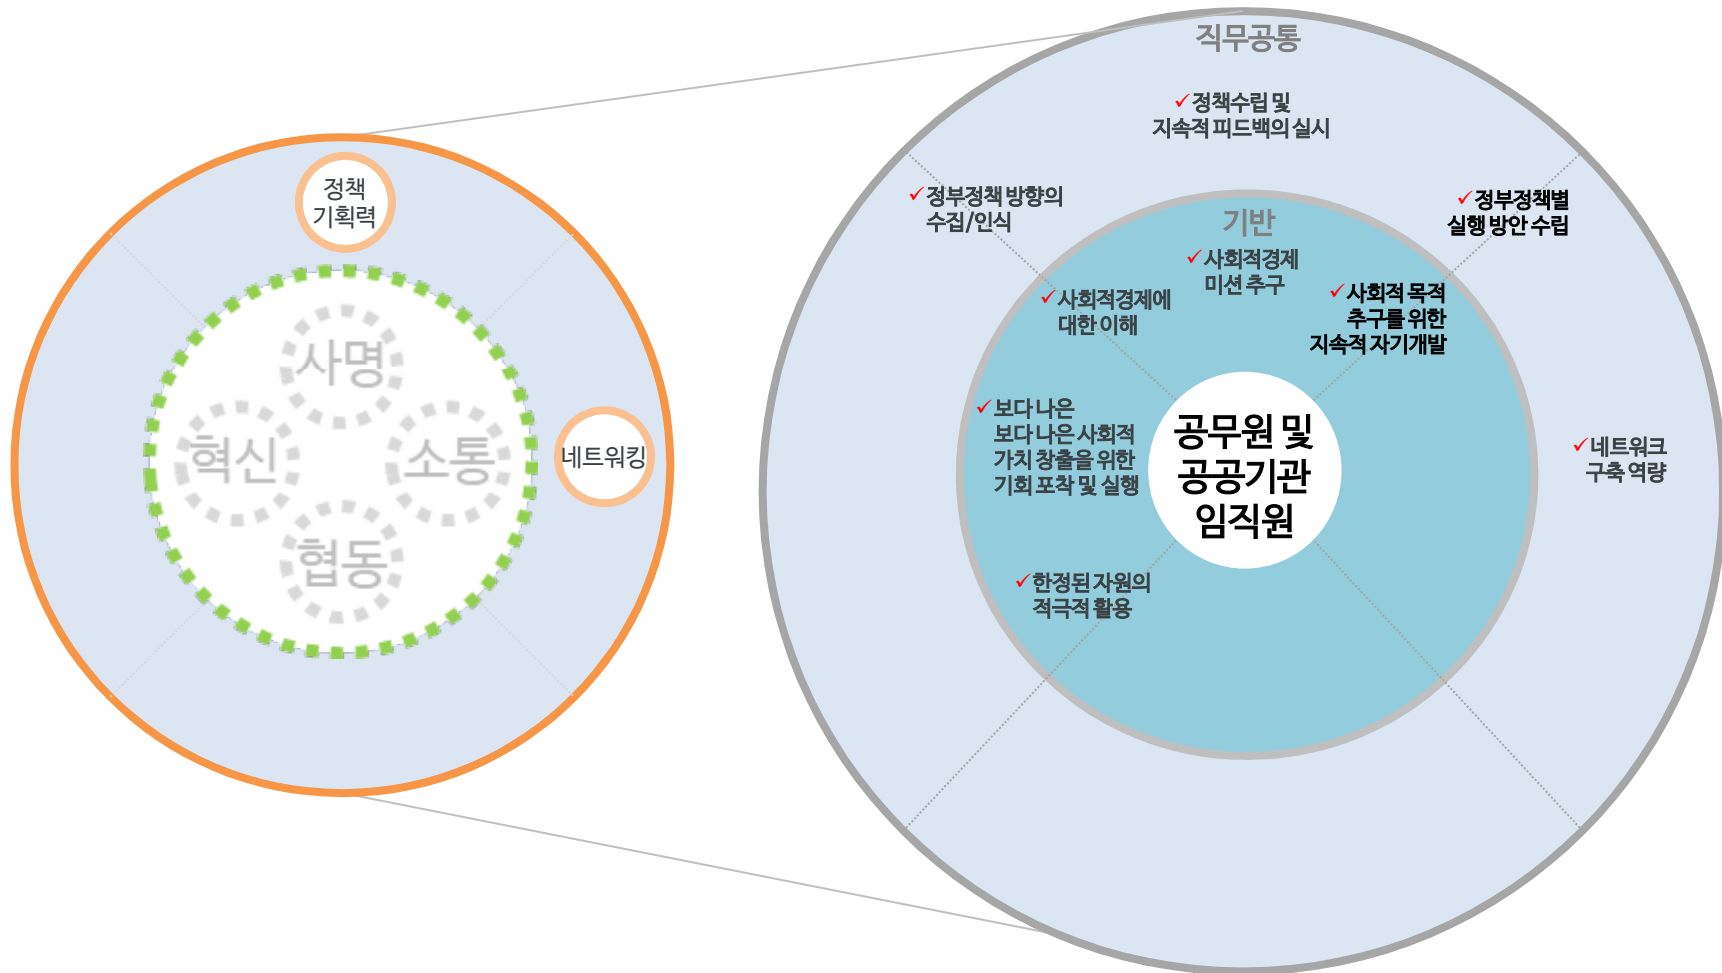 정책
기획력
사명
혁신
소통
협동
네트워킹
직무공통
✓정책수립 및
지속적 피드백의 실시
✓정부정책 방향의
수집/인식
✓정부정책별
실행 방안 수립
✓네트워크
구축 역량
기반
✓사회적경제
미션 추구
✓사회적경제에
대한 이해
✓사회적 목적
추구를 위한
지속적 자기개발
✓보다 나은
보다 나은 사회적
가치 창출을 위한
기회 포착 및 실행
✓한정된 자원의
적극적 활용
공무원 및
공공기관
임직원